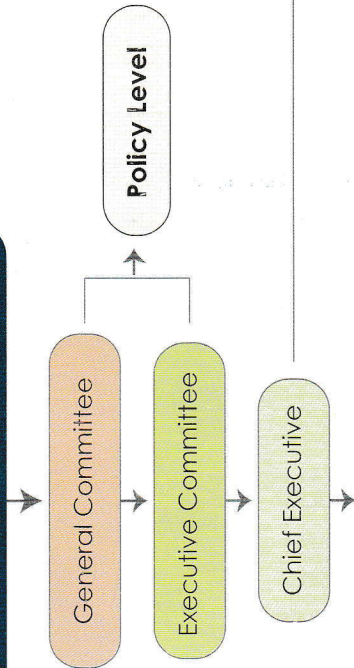 General Committee
Executive Committee
Policy Level
Chief Executive